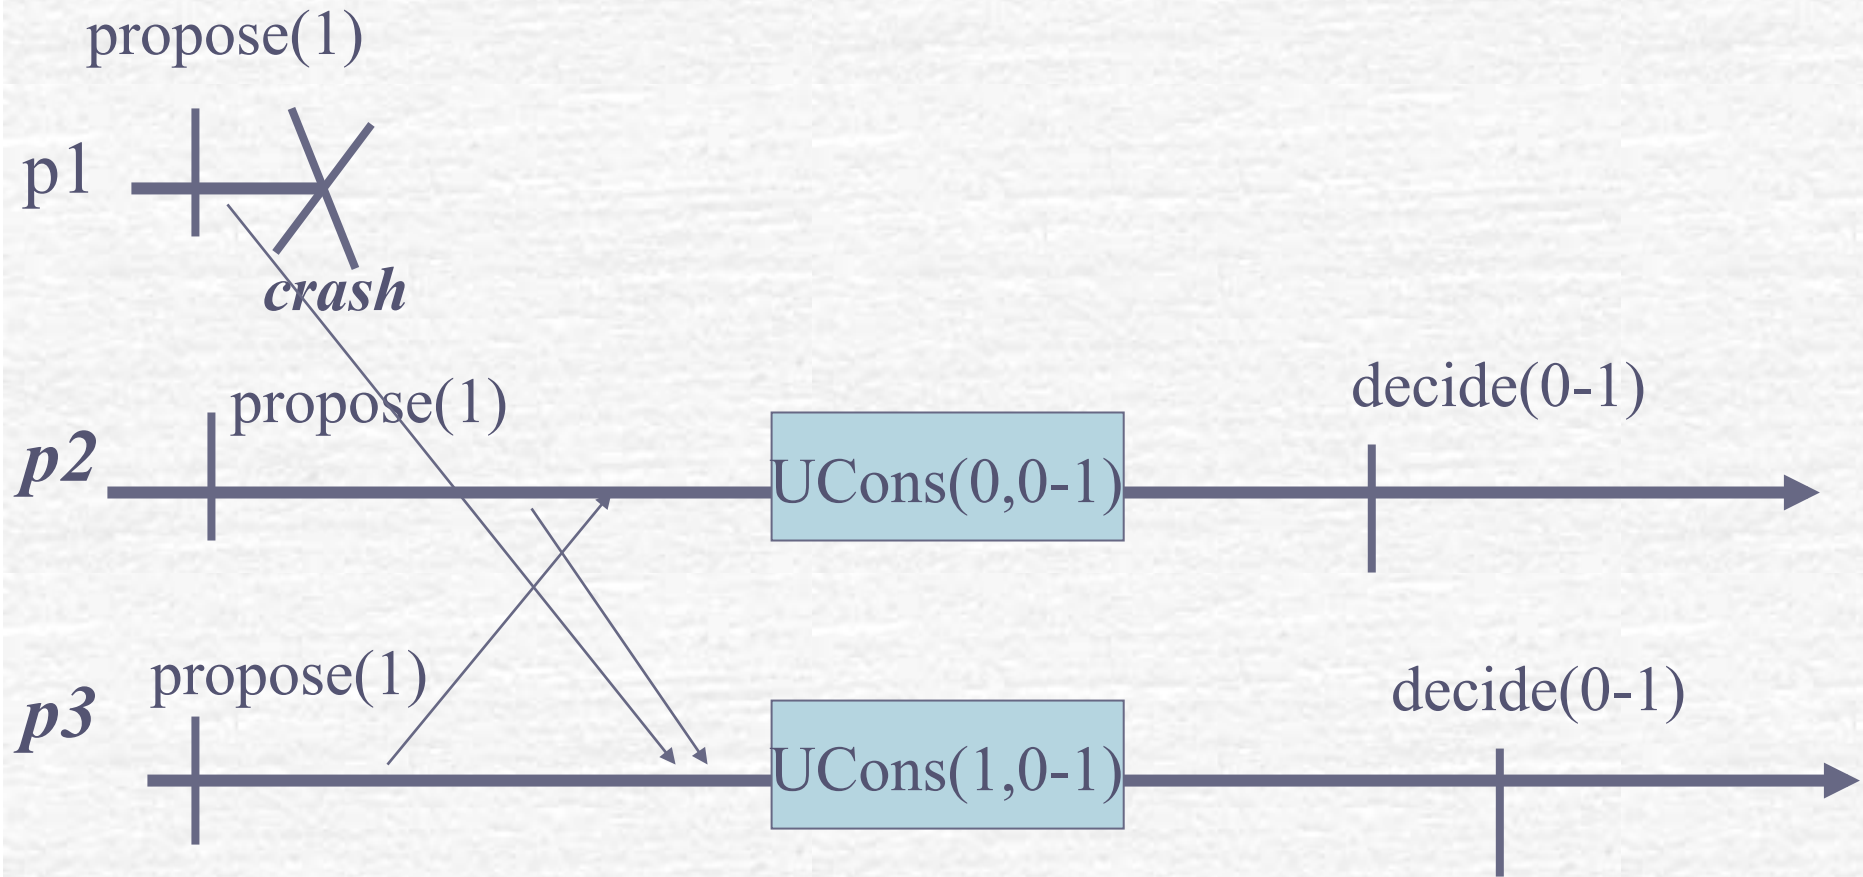 propose(1)
p1
crash
propose(1)
decide(0-1)
p2
UCons(0,0-1)
propose(1)
decide(0-1)
p3
UCons(1,0-1)